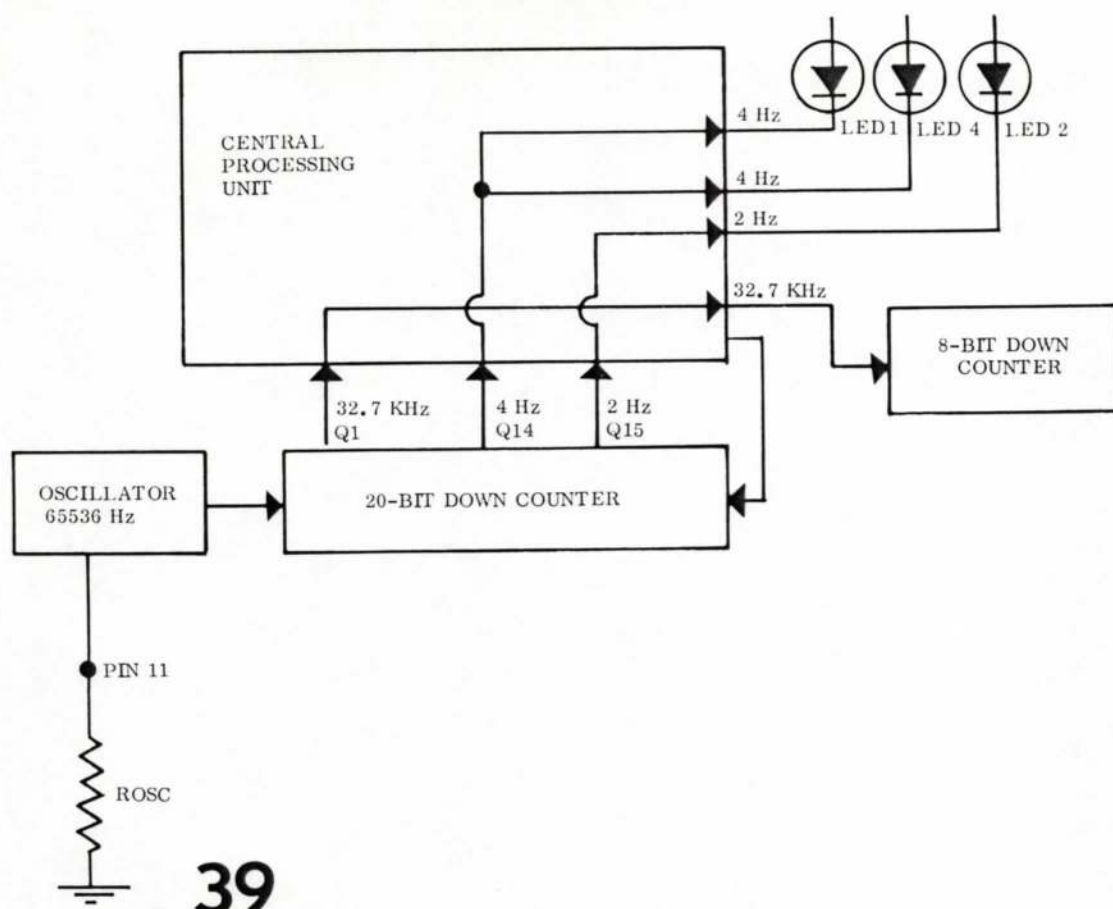 CENTRAL
PROCESSING
UNIT
4 Hz
LED1
LED 4
LED 2
4 Hz
2 Hz
32.7 KHz
8-BIT DOWN
COUNTER
32.7 KHz
Q1
4 Hz
Q14
2 Hz
Q15
OSCILLATOR
65536 Hz
20-BIT DOWN COUNTER
PIN 11
ROSC
39